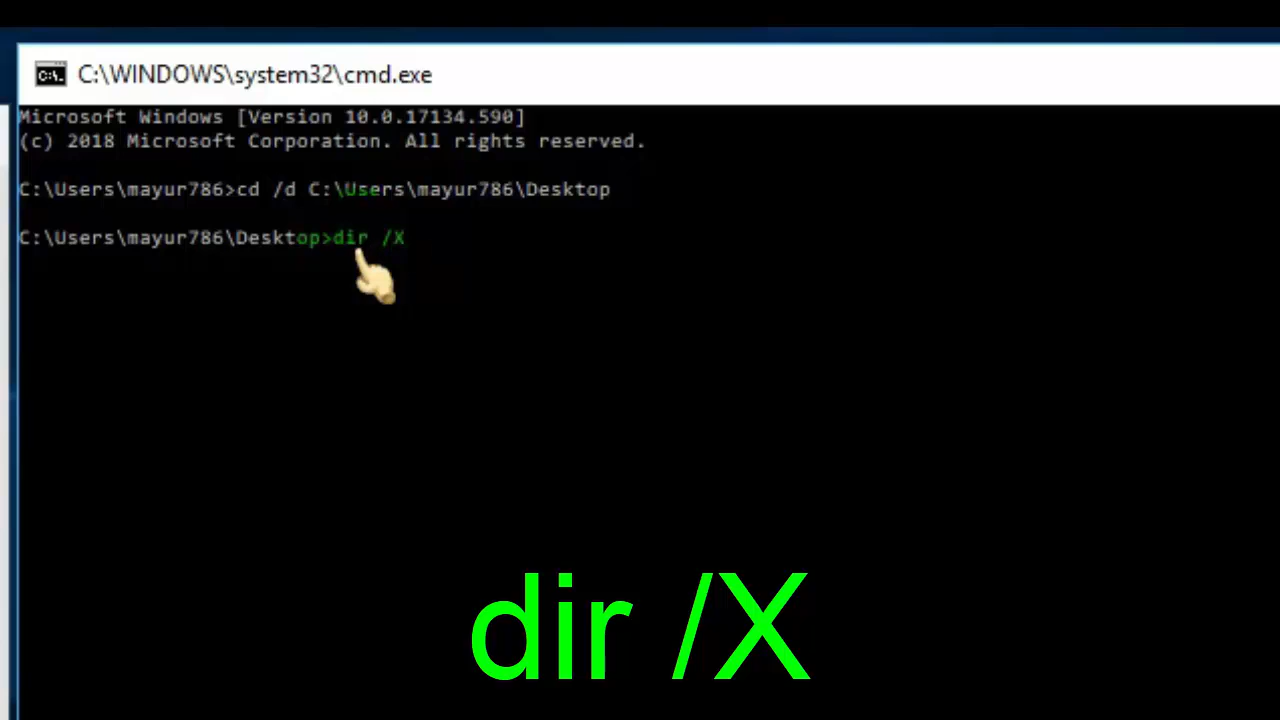 C:\WINDOWS\system32\cmd.exe
Microsoft Windows [Version 10.0.17134.590]
(c) 2018 Microsoft Corporation. All rights reserved.
C:\Users\mayur786>cd /d C:\Users\mayur786\Desktop
C:\Users\mayur786\Desktop>dir /X
dir /X